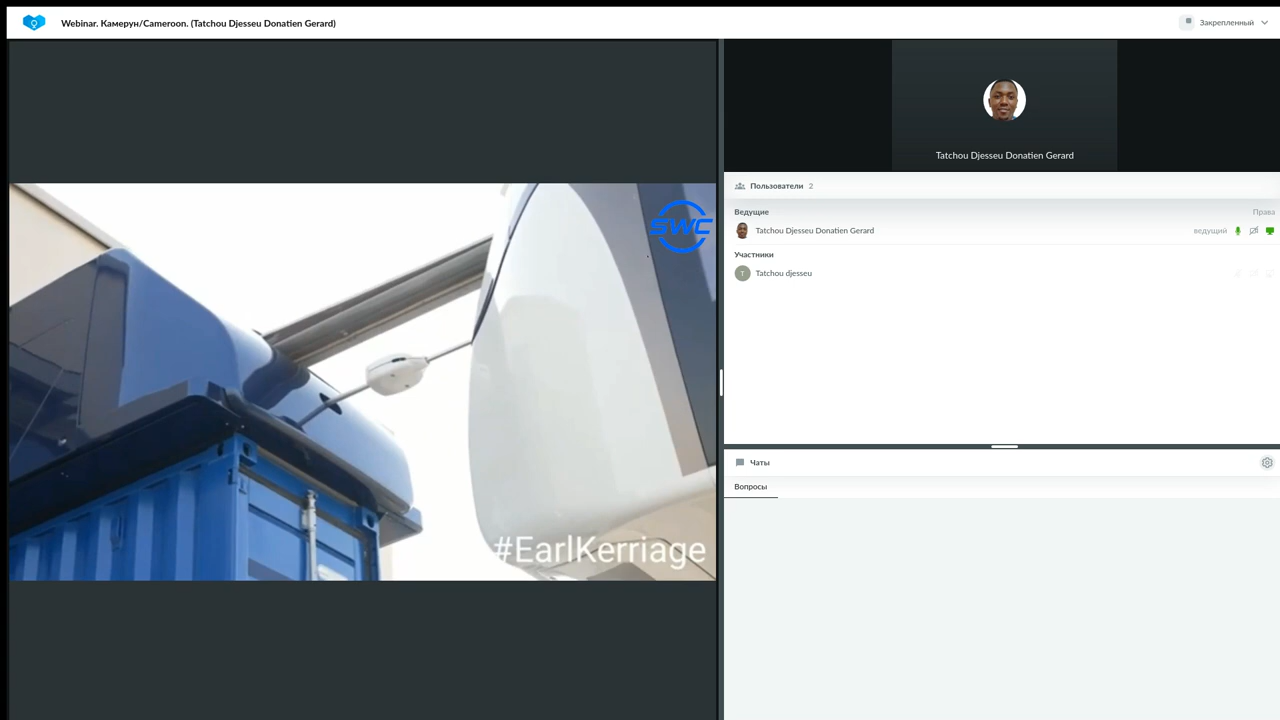 Webinar. Камерун/Cameroon. (Tatchou Djesseu Donatien Gerard)
Закрепленный
SWC
#EarlKerriage
Tatchou Djesseu Donatien Gerard
Пользователи 2
Ведущие Права
Tatchou Djesseu Donatien Gerard ведущий
Участники
T Tatchou djesseu
Чаты
Вопросы